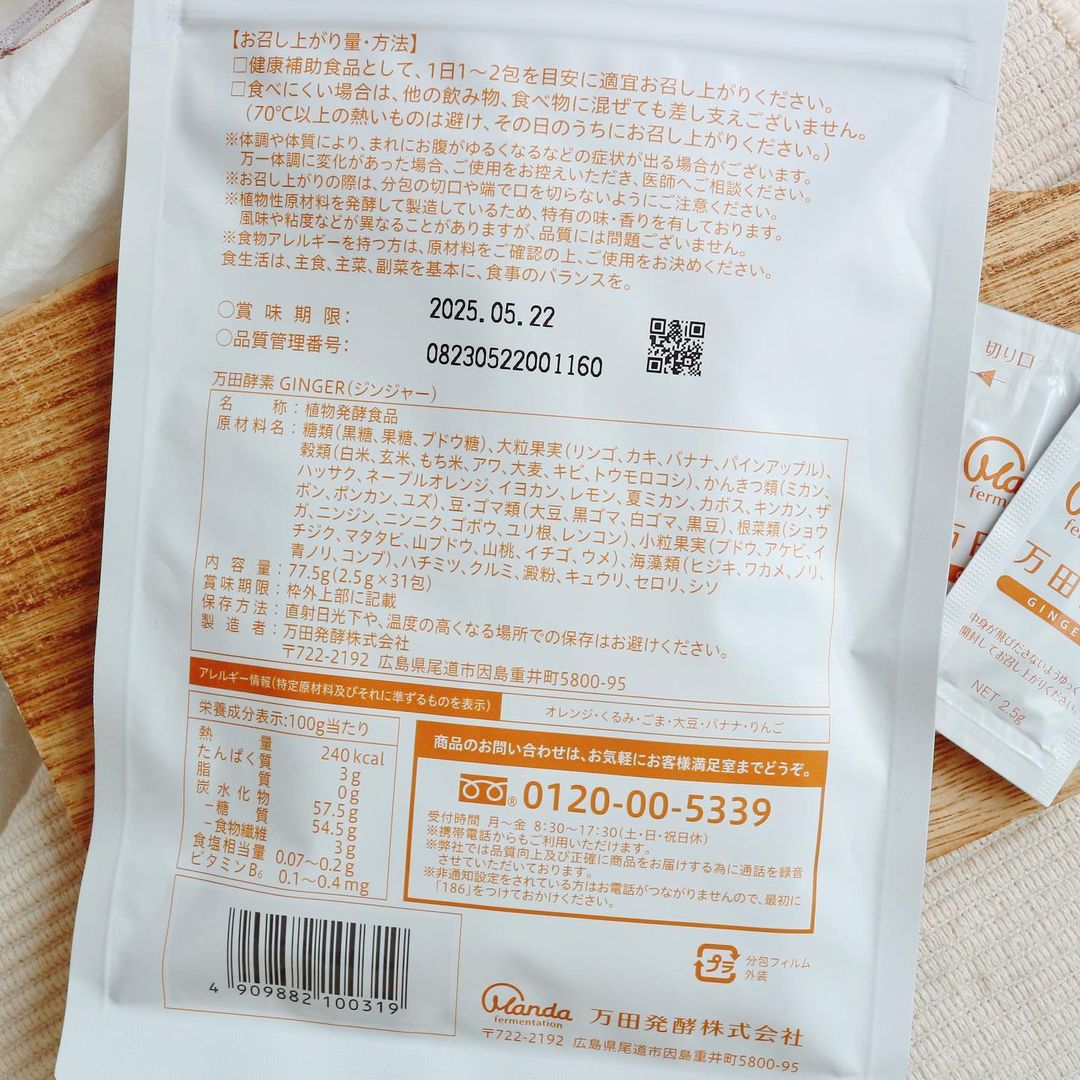 【お召し上がり量・方法】
□健康補助食品として、1日1～2包を目安に適宜お召し上がりください。
□食べにくい場合は、他の飲み物、食べ物に混ぜても差し支えございません。
(70℃以上の熱いものは避け、その日のうちにお召し上がりください。)
※体調や体質により、まれにお腹がゆるくなるなどの症状が出る場合がございます。
万一体調に変化があった場合、ご使用をお控えいただき、医師へご相談ください。
※お召し上がりの際は、分包の切口や端で口を切らないようにご注意ください。
※植物性原材料を発酵して製造しているため、特有の味・香りを有しております。
風味や粘度などが異なることがありますが、品質には問題ございません。
※食物アレルギーを持つ方は、原材料をご確認の上、ご使用をお決めください。
食生活は、主食、主菜、副菜を基本に、食事のバランスを。
○賞味期限: 2025.05.22
○品質管理番号: 08230522001160
万田酵素 GINGER(ジンジャー)
名称:植物発酵食品
原材料名:糖類(黒糖、果糖、ブドウ糖)、大粒果実(リンゴ、カキ、バナナ、パインアップル)、
穀類(白米、玄米、もち米、アワ、大麦、キビ、トウモロコシ)、かんきつ類(ミカン、
ハッサク、ネーブルオレンジ、イヨカン、レモン、夏ミカン、カボス、キンカン、ザ
ボン、ポンカン、ユズ)、豆・ゴマ類(大豆、黒ゴマ、白ゴマ、黒豆)、根菜類(ショウ
ガ、ニンジン、ニンニク、ゴボウ、ユリ根、レンコン)、小粒果実(ブドウ、アケビ、イ
チジク、マタタビ、山ブドウ、山桃、イチゴ、ウメ)、海藻類(ヒジキ、ワカメ、ノリ、
青ノリ、コンブ)、ハチミツ、クルミ、澱粉、キュウリ、セロリ、シソ
内容量:77.5g(2.5g×31包)
賞味期限:枠外上部に記載
保存方法:直射日光下や、温度の高くなる場所での保存はお避けください。
製造者:万田発酵株式会社
〒722-2192 広島県尾道市因島重井町5800-95
アレルギー情報(特定原材料及びそれに準ずるものを表示)
オレンジ・くるみ・ごま・大豆・バナナ・りんご
栄養成分表示:100g当たり
熱量 240kcal
たんぱく質 3g
脂質 0g
炭水化物 57.5g
-糖質 54.5g
-食物繊維 3g
食塩相当量 0.07～0.2g
ビタミンB₆ 0.1～0.4mg
商品のお問い合わせは、お気軽にお客様満足室までどうぞ。
® 0120-00-5339
受付時間 月～金 8:30～17:30(土・日・祝日休)
※携帯電話からもご利用いただけます。
※弊社では品質向上及び正確に商品をお届けする為に通話を録音
させていただいております。
※非通知設定をされている方はお電話がつながりませんので、最初に
「186」をつけておかけください。
4 909882 100319
プラ
分包フィルム
外装
Manda
fermentation
万田発酵株式会社
〒722-2192 広島県尾道市因島重井町5800-95
切り口
Manda
ferm
万田
GINGE
中身が飛びださないようゆっく
開封してお召し上がりください。
NET 2.5g